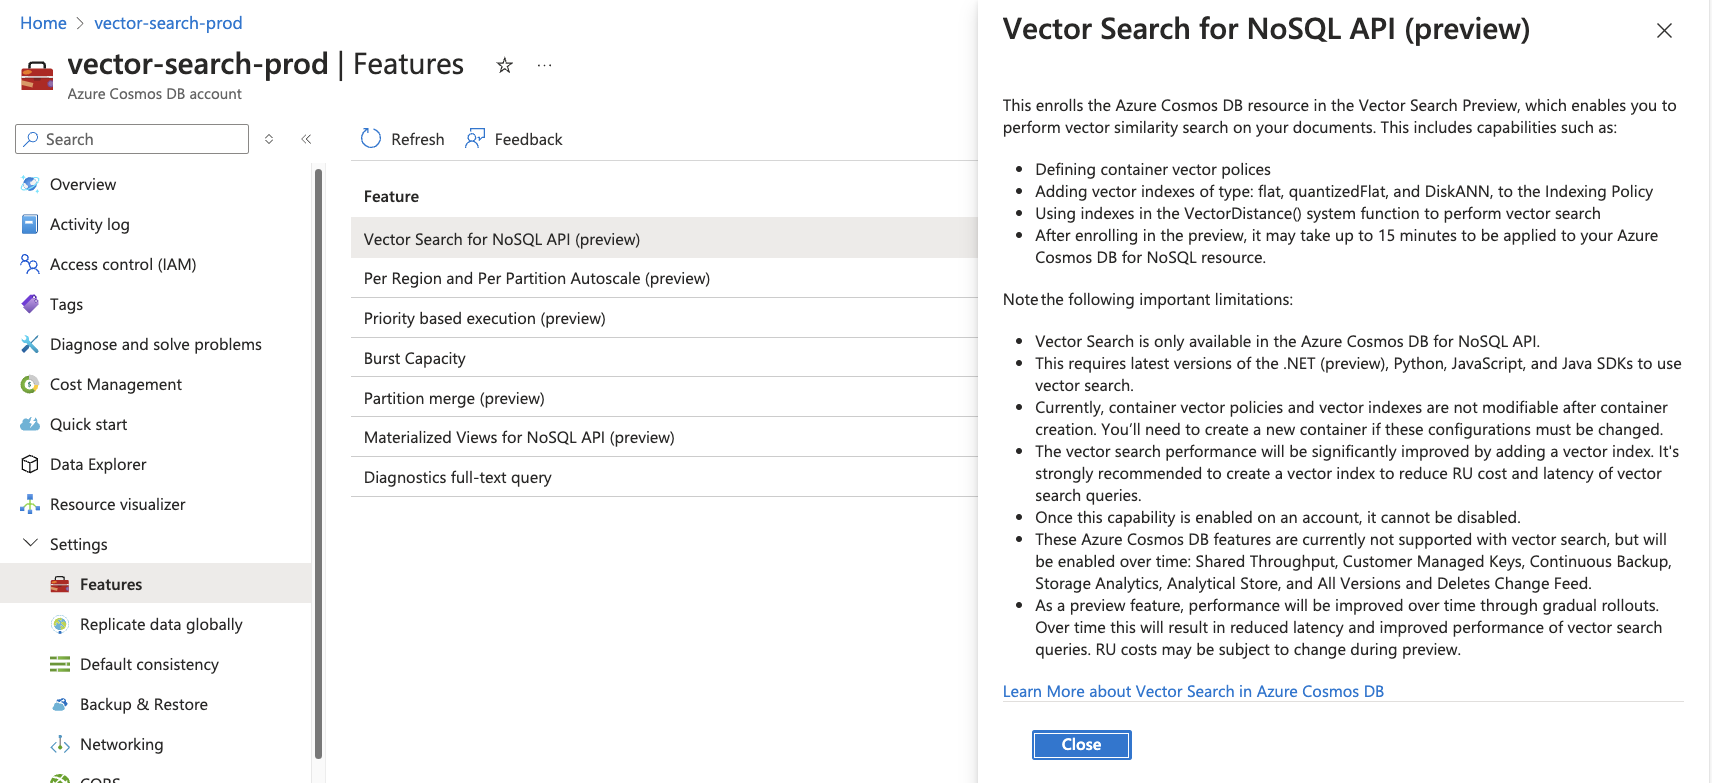 Home > vector-search-prod
vector-search-prod | Features
Azure Cosmos DB account
Search
Overview
Activity log
Access control (IAM)
Tags
Diagnose and solve problems
Cost Management
Quick start
Data Explorer
Resource visualizer
Settings
Features
Replicate data globally
Default consistency
Backup & Restore
Networking
CORS
Refresh
Feedback
Feature
Vector Search for NoSQL API (preview)
Per Region and Per Partition Autoscale (preview)
Priority based execution (preview)
Burst Capacity
Partition merge (preview)
Materialized Views for NoSQL API (preview)
Diagnostics full-text query
Vector Search for NoSQL API (preview)
This enrolls the Azure Cosmos DB resource in the Vector Search Preview, which enables you to
perform vector similarity search on your documents. This includes capabilities such as:
• Defining container vector polices
• Adding vector indexes of type: flat, quantizedFlat, and DiskANN, to the Indexing Policy
• Using indexes in the VectorDistance() system function to perform vector search
• After enrolling in the preview, it may take up to 15 minutes to be applied to your Azure
Cosmos DB for NoSQL resource.
Note the following important limitations:
• Vector Search is only available in the Azure Cosmos DB for NoSQL API.
• This requires latest versions of the .NET (preview), Python, JavaScript, and Java SDKs to use
vector search.
• Currently, container vector policies and vector indexes are not modifiable after container
creation. You’ll need to create a new container if these configurations must be changed.
• The vector search performance will be significantly improved by adding a vector index. It's
strongly recommended to create a vector index to reduce RU cost and latency of vector
search queries.
• Once this capability is enabled on an account, it cannot be disabled.
• These Azure Cosmos DB features are currently not supported with vector search, but will
be enabled over time: Shared Throughput, Customer Managed Keys, Continuous Backup,
Storage Analytics, Analytical Store, and All Versions and Deletes Change Feed.
• As a preview feature, performance will be improved over time through gradual rollouts.
Over time this will result in reduced latency and improved performance of vector search
queries. RU costs may be subject to change during preview.
Learn More about Vector Search in Azure Cosmos DB
Close